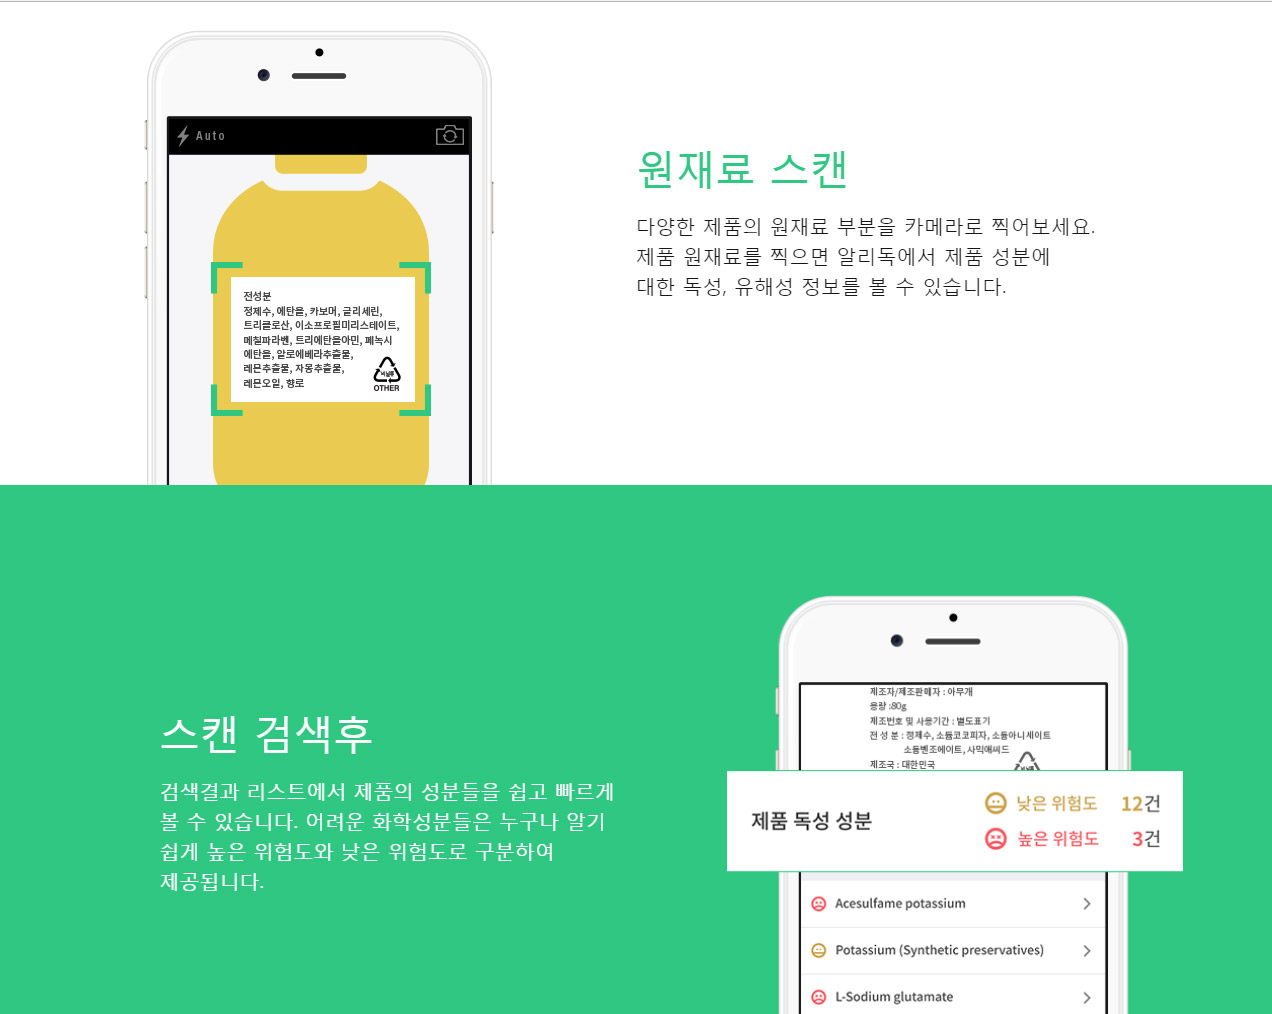 Auto
전성분
정제수, 에탄올, 카보머, 글리세린,
트리클로산, 이소프로필미리스테이트,
메칠파라벤, 트리에탄올아민, 페녹시
에탄올, 알로에베라추출물,
레몬추출물, 자몽추출물,
레몬오일, 향료
비닐류
OTHER
원재료 스캔
다양한 제품의 원재료 부분을 카메라로 찍어보세요.
제품 원재료를 찍으면 알리독에서 제품 성분에
대한 독성, 유해성 정보를 볼 수 있습니다.
스캔 검색후
검색결과 리스트에서 제품의 성분들을 쉽고 빠르게
볼 수 있습니다. 어려운 화학성분들은 누구나 알기
쉽게 높은 위험도와 낮은 위험도로 구분하여
제공됩니다.
제조자/제조판매자 : 아무개
용량 :80g
제조번호 및 사용기간 : 별도표기
전 성 분 : 정제수, 소듐코코피자, 소듐아니세이트
소듐벤조에이트, 사믹애씨드
제조국 : 대한민국
제품 독성 성분
낮은 위험도 12건
높은 위험도 3건
Acesulfame potassium
Potassium (Synthetic preservatives)
L-Sodium glutamate